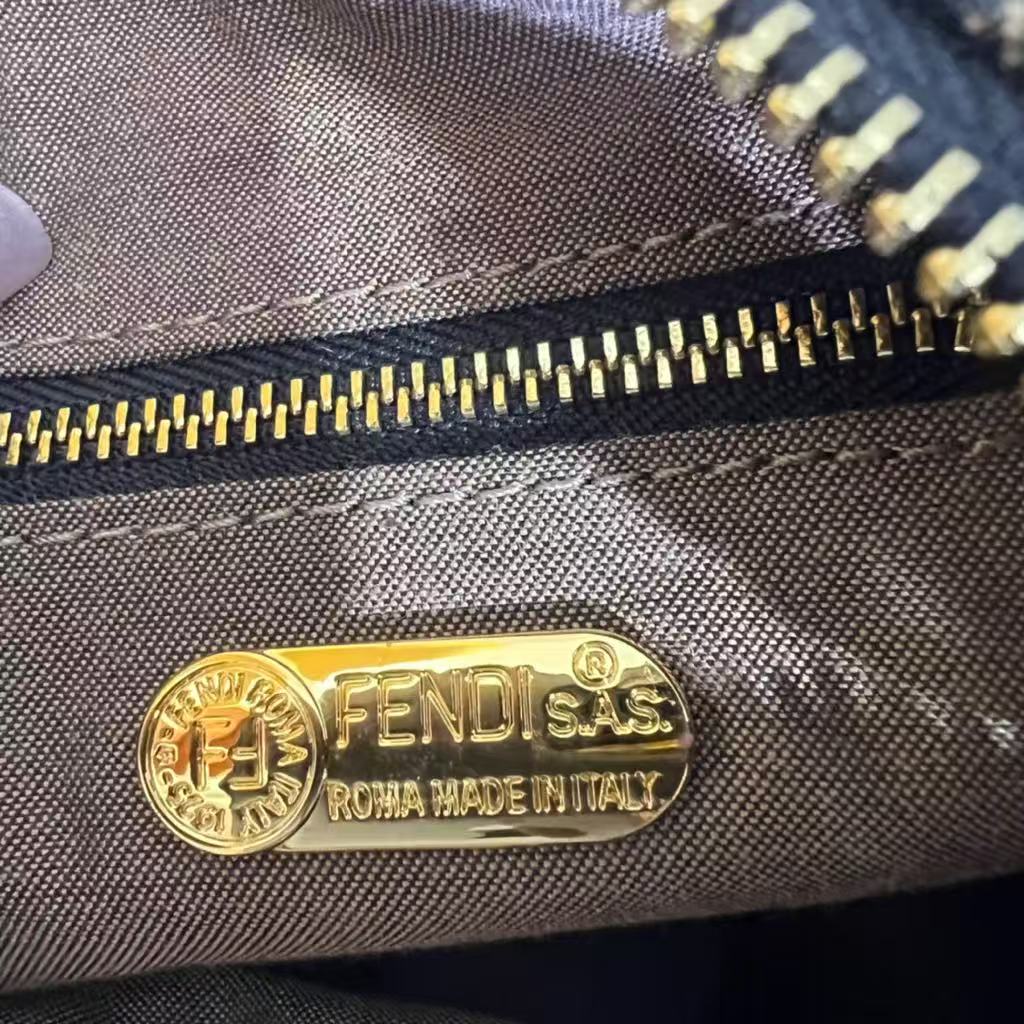 FENDI ROMA ITALY 1925
FENDI ®
S.A.S.
ROMA MADE IN ITALY